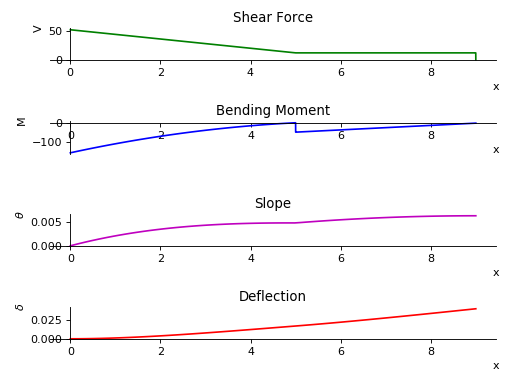 Shear Force
V
50
0
0 2 4 6 8
x
Bending Moment
M
0
−100
0 2 4 6 8
x
Slope
θ
0.005
0.000
0 2 4 6 8
x
Deflection
δ
0.025
0.000
0 2 4 6 8
x